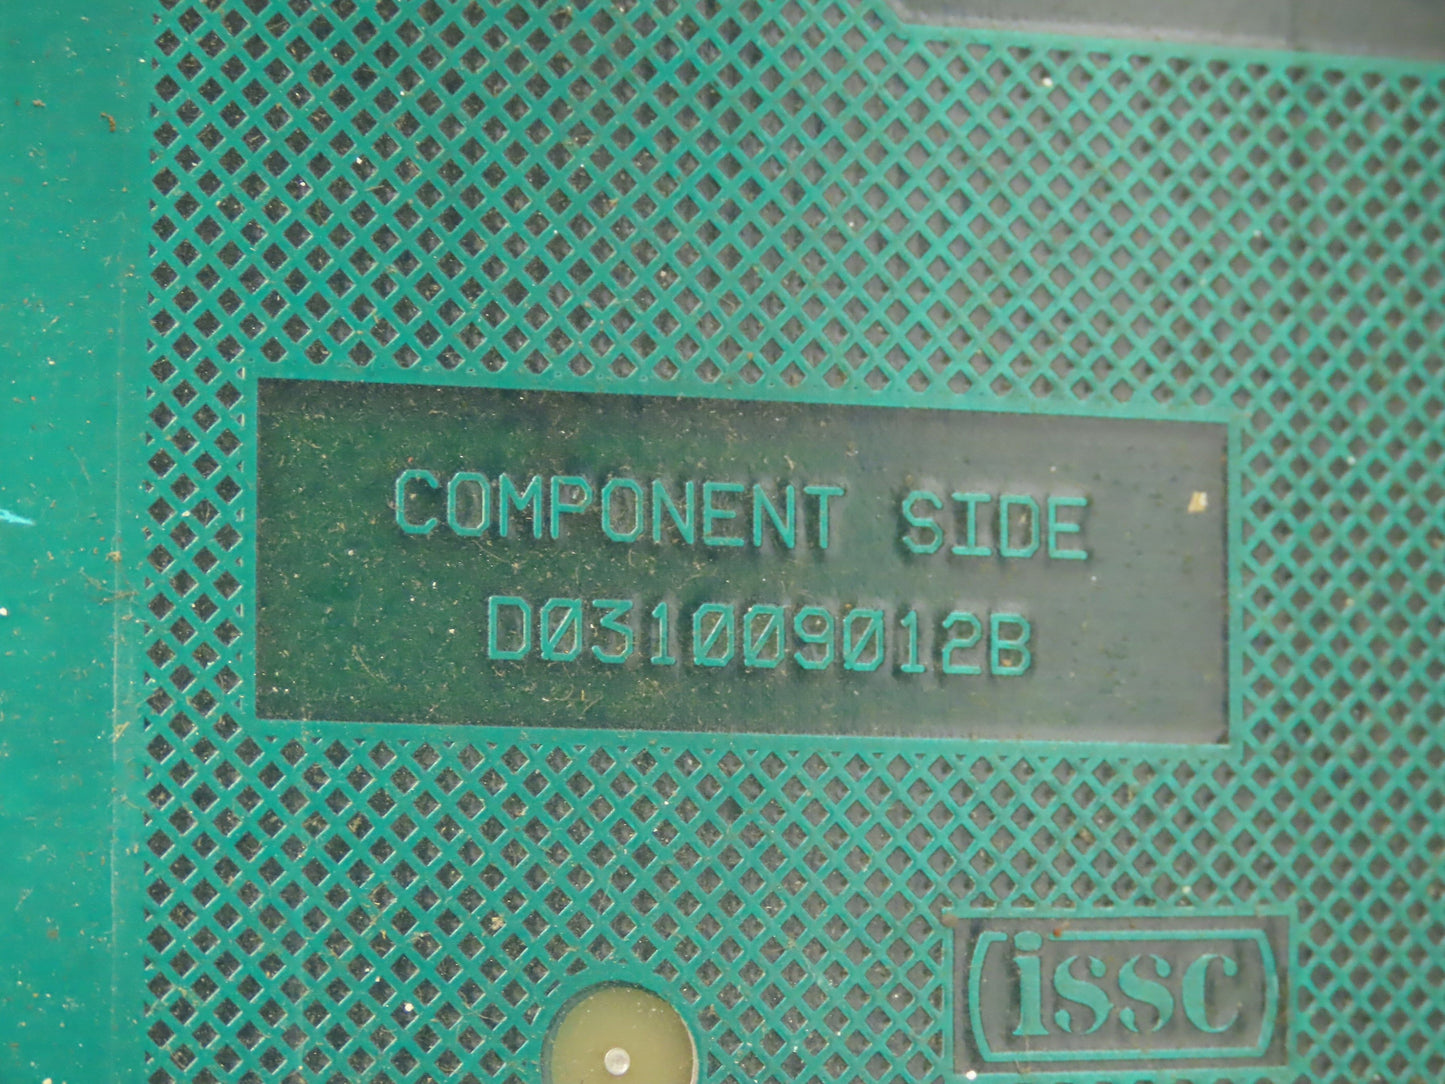 COMPONENT SIDE
D031009012B
issc